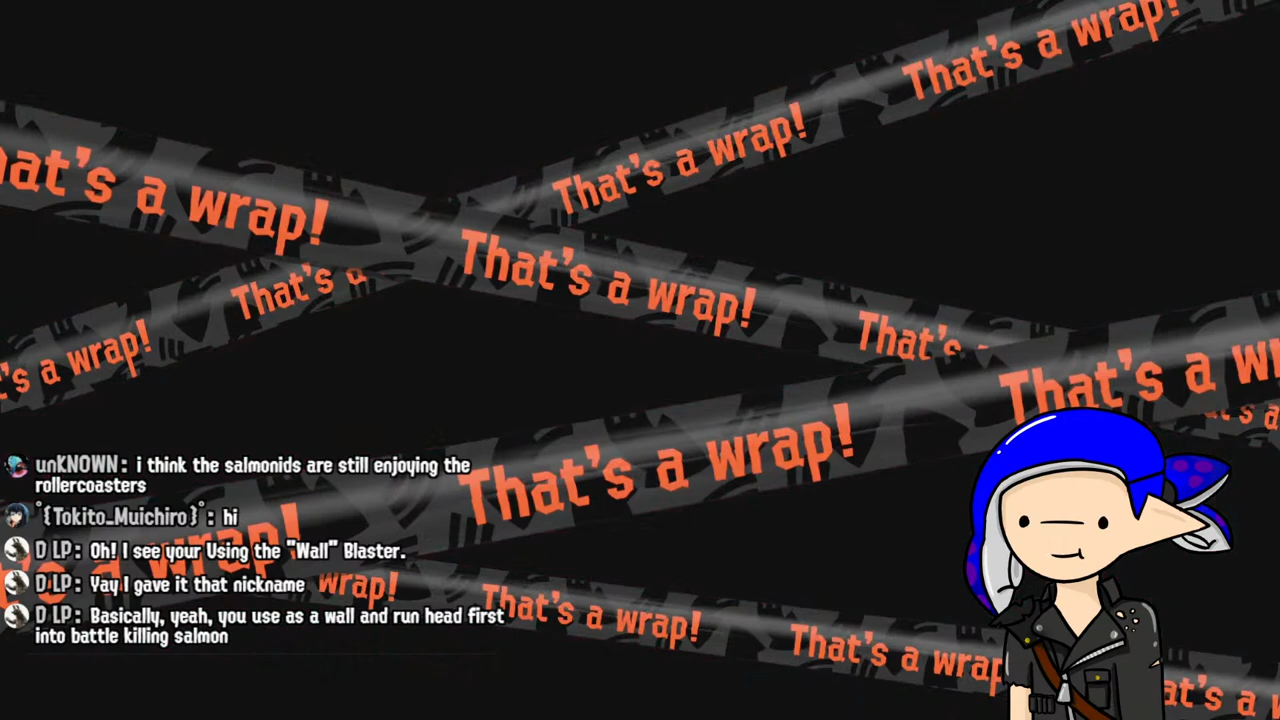 That's a wrap!
That's a wrap!
hat's a wrap!
That's a wrap!
That's
That's a
's a wrap!
That's a wr
That's a wrap!
wrap!
's a
unKNOWN: i think the salmonids are still enjoying the
rollercoasters
°{Tokito_Muichiro}°: hi
D LP: Oh! I see your Using the "Wall" Blaster.
D LP: Yay I gave it that nickname
wrap!
D LP: Basically, yeah, you use as a wall and run head first
into battle killing salmon
That's a wrap!
That's a wrap
at's a w